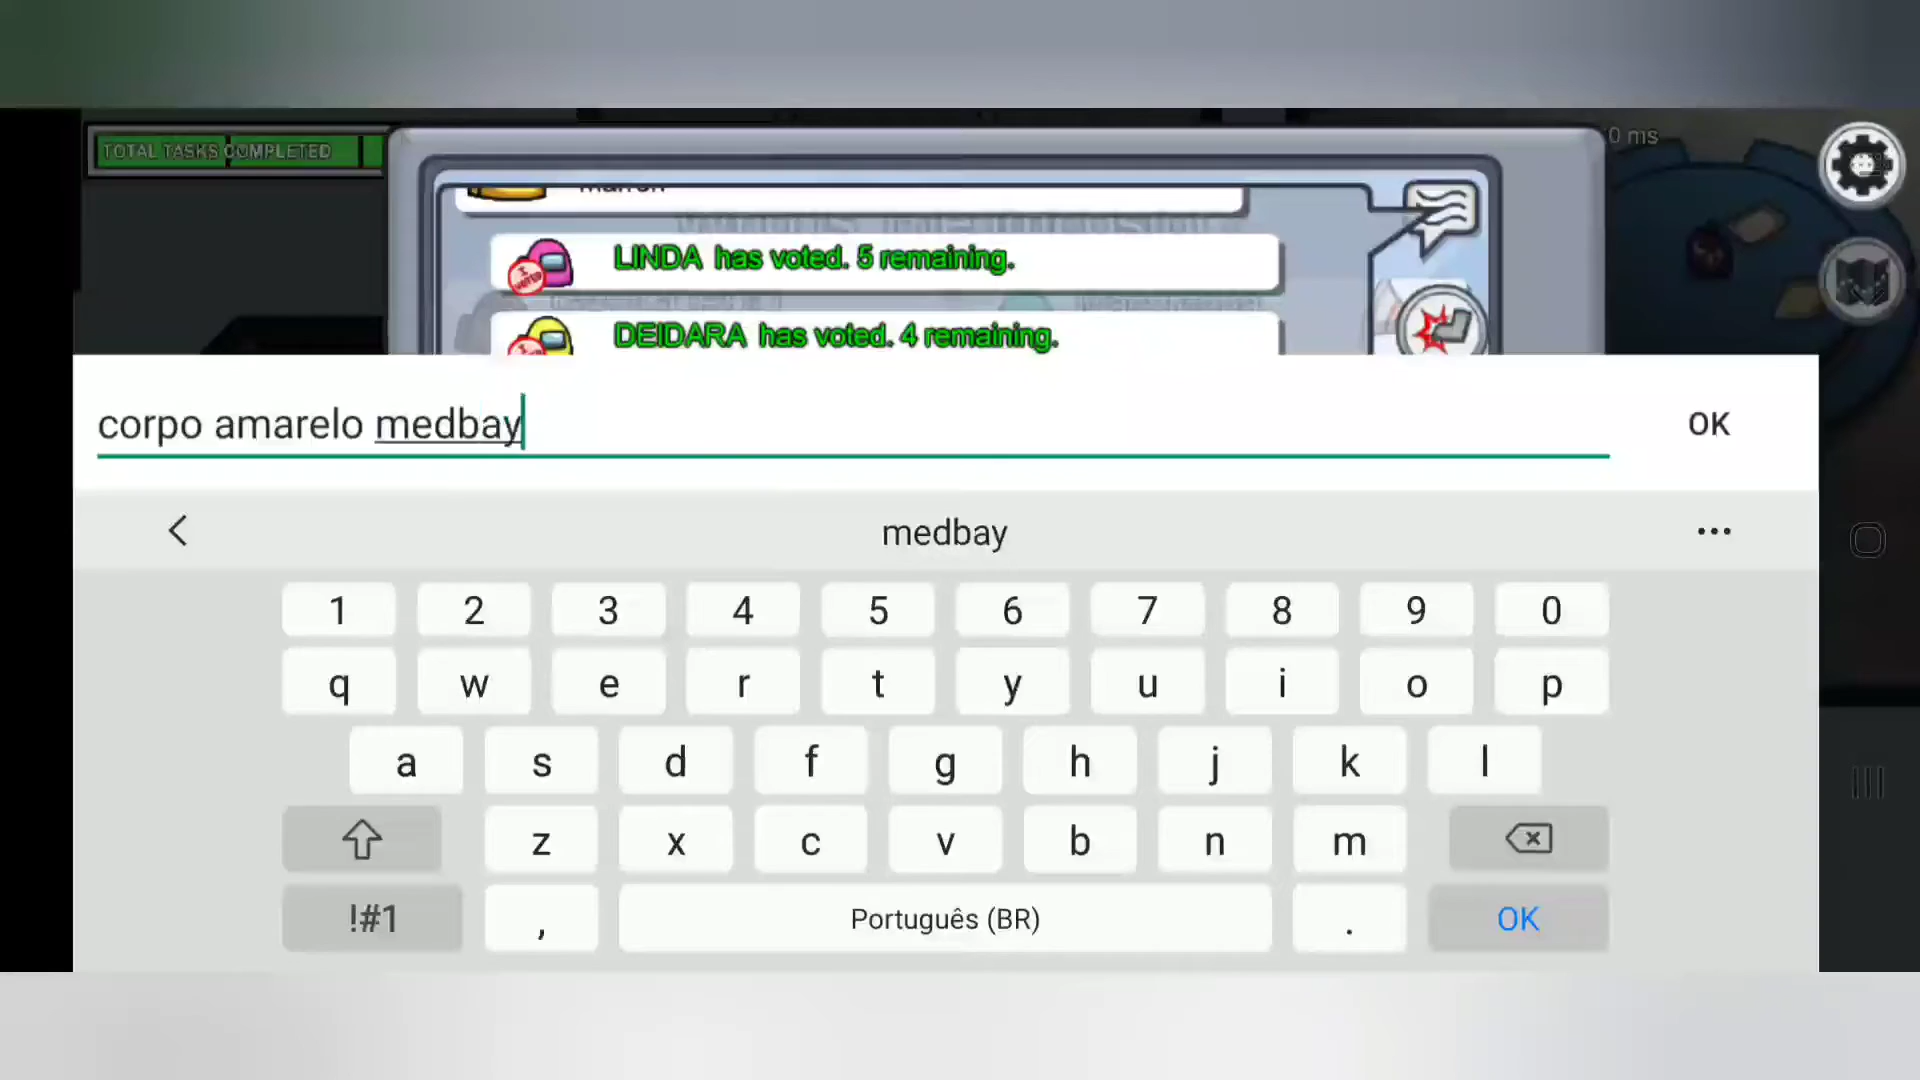 TOTAL TASKS COMPLETED
0 ms
LINDA has voted. 5 remaining.
DEIDARA has voted. 4 remaining.
corpo amarelo medbay
OK
medbay
1 2 3 4 5 6 7 8 9 0
q w e r t y u i o p
a s d f g h j k l
z x c v b n m
!#1 , Português (BR) . OK